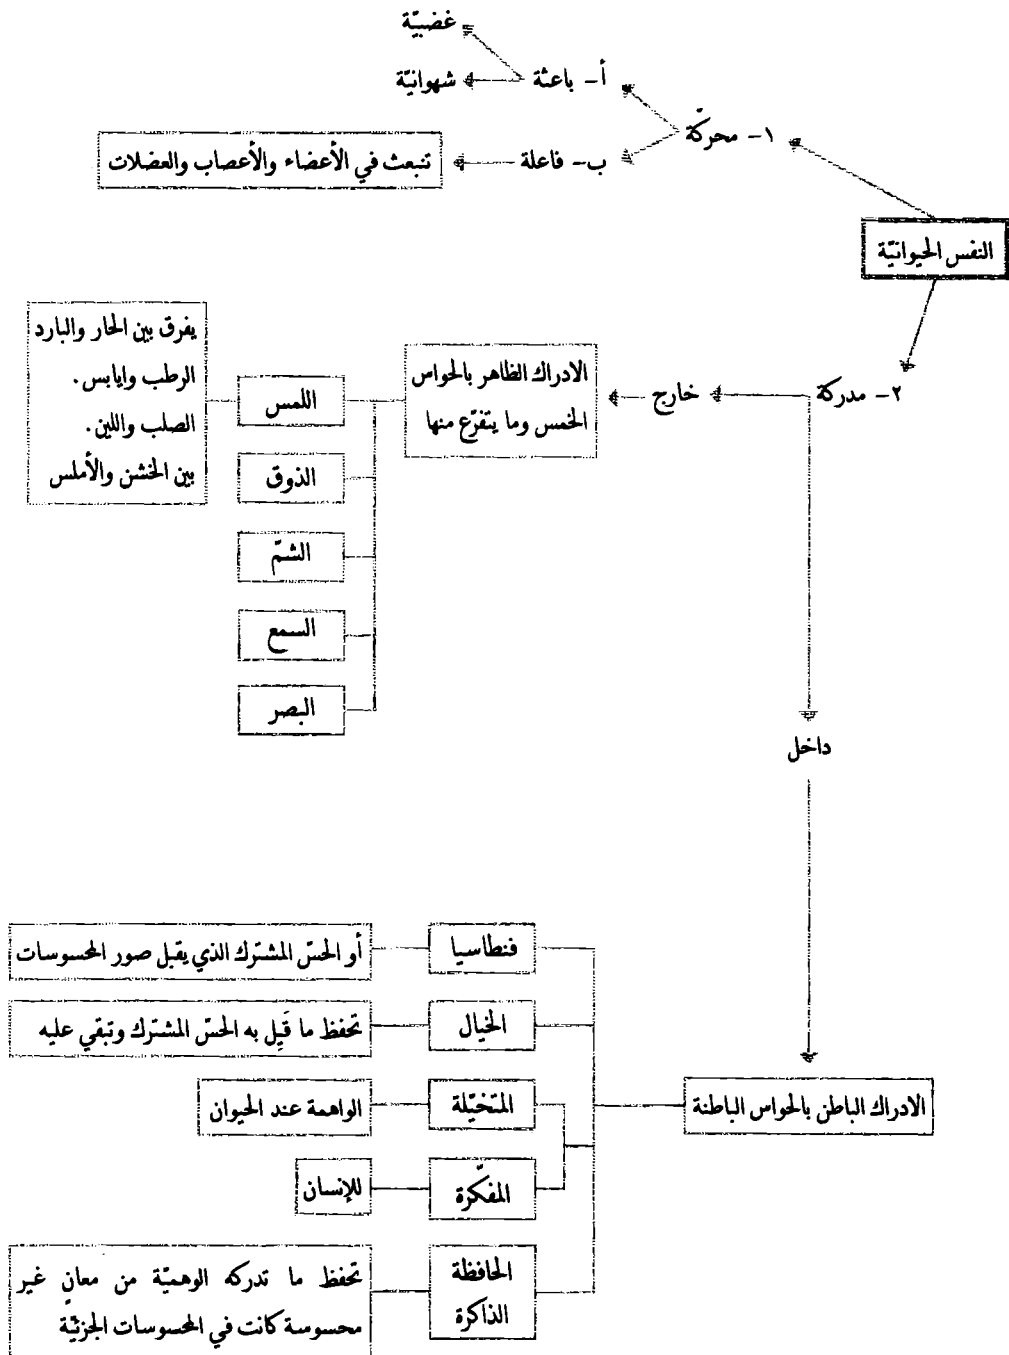 غضبيّة
أ- باعثة
شهوانيّة
١- محركّة
ب- فاعلة
تنبعث في الأعضاء والأعصاب والعضلات
النفس الحيوانيّة
٢- مدركة
خارج
الادراك الظاهر بالحواس
الخمس وما يتفرّع منها
اللمس
يفرق بين الحار والبارد
الرطب وايابس.
الصلب واللين.
بين الخشن والأملس
الذوق
الشمّ
السمع
البصر
داخل
الادراك الباطن بالحواس الباطنة
فنطاسيا
أو الحسّ المشترك الذي يقبل صور المحسوسات
الخيال
تحفظ ما قَبِل به الحسّ المشترك وتبقي عليه
المتخيّلة
الواهمة عند الحيوان
المفكّرة
للإنسان
الحافظة
الذاكرة
تحفظ ما تدركه الوهميّة من معانٍ غير
محسوسة كانت في المحسوسات الجزئيّة